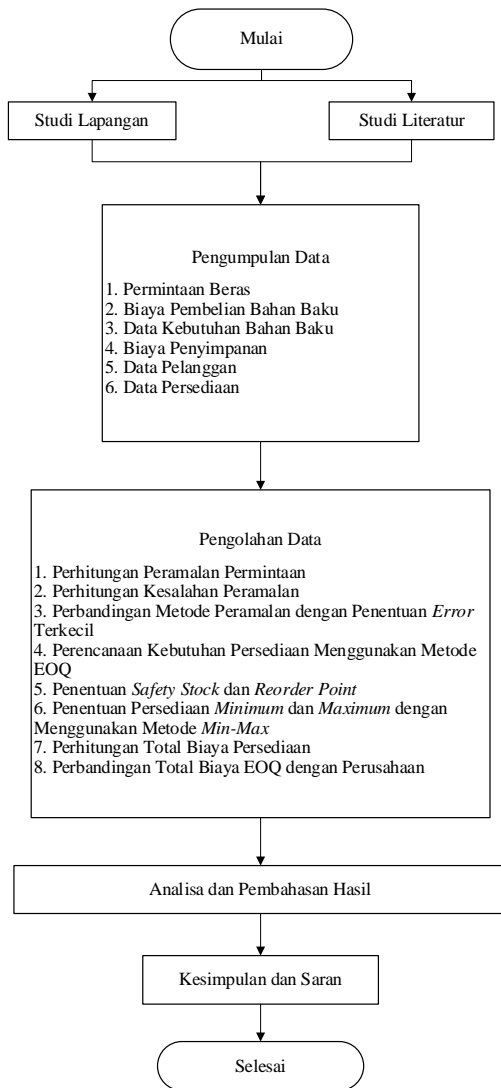 Mulai
Studi Lapangan
Studi Literatur
Pengumpulan Data
1. Permintaan Beras
2. Biaya Pembelian Bahan Baku
3. Data Kebutuhan Bahan Baku
4. Biaya Penyimpanan
5. Data Pelanggan
6. Data Persediaan
Pengolahan Data
1. Perhitungan Peramalan Permintaan
2. Perhitungan Kesalahan Peramalan
3. Perbandingan Metode Peramalan dengan Penentuan Error
Terkecil
4. Perencanaan Kebutuhan Persediaan Menggunakan Metode
EOQ
5. Penentuan Safety Stock dan Reorder Point
6. Penentuan Persediaan Minimum dan Maximum dengan
Menggunakan Metode Min-Max
7. Perhitungan Total Biaya Persediaan
8. Perbandingan Total Biaya EOQ dengan Perusahaan
Analisa dan Pembahasan Hasil
Kesimpulan dan Saran
Selesai